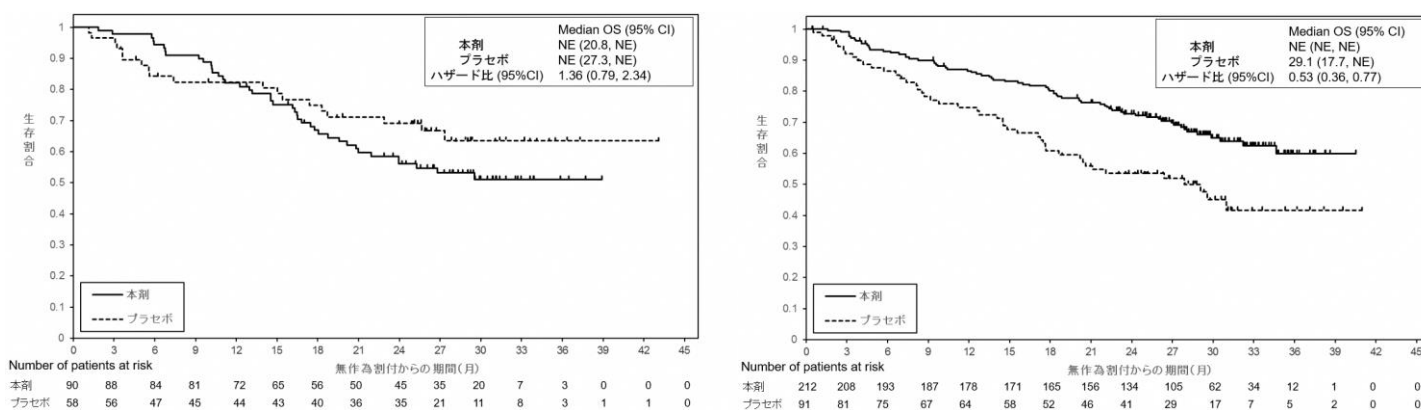 Median OS (95% CI)
本剤 NE (20.8, NE)
プラセボ NE (27.3, NE)
ハザード比 (95%CI) 1.36 (0.79, 2.34)
1
0.9
0.8
0.7
0.6
0.5
0.4
0.3
0.2
0.1
0
生存割合
本剤
プラセボ
0 3 6 9 12 15 18 21 24 27 30 33 36 39 42 45
Number of patients at risk 無作為割付からの期間(月)
本剤 90 88 84 81 72 65 56 50 45 35 20 7 3 0 0 0
プラセボ 58 56 47 45 44 43 40 36 35 21 11 8 3 1 1 0
Median OS (95% CI)
本剤 NE (NE, NE)
プラセボ 29.1 (17.7, NE)
ハザード比 (95%CI) 0.53 (0.36, 0.77)
1
0.9
0.8
0.7
0.6
0.5
0.4
0.3
0.2
0.1
0
生存割合
本剤
プラセボ
0 3 6 9 12 15 18 21 24 27 30 33 36 39 42 45
Number of patients at risk 無作為割付からの期間(月)
本剤 212 208 193 187 178 171 165 156 134 105 62 34 12 1 0 0
プラセボ 91 81 75 67 64 58 52 46 41 29 17 7 5 2 0 0